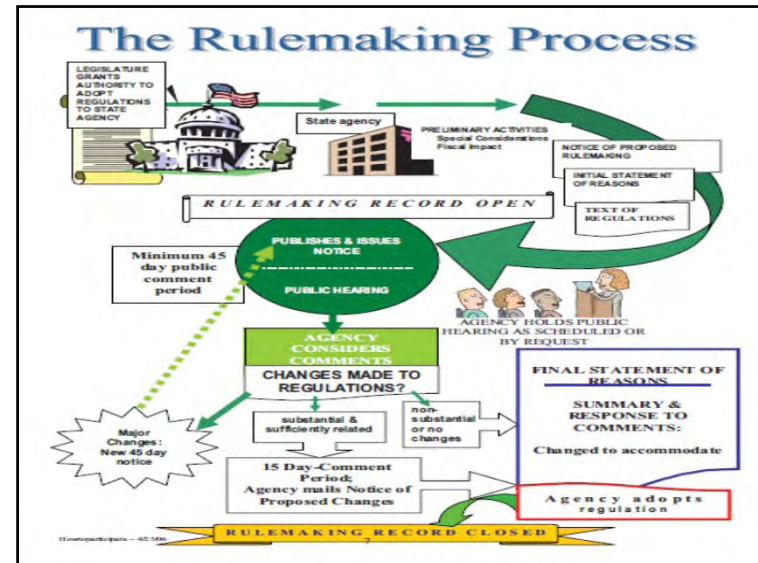 The Rulemaking Process
LEGISLATURE
GRANTS
AUTHORITY TO
ADOPT
REGULATIONS
TO STATE
AGENCY
State agency
PRELIMINARY ACTIVITIES
Special Considerations
Fiscal Impact
NOTICE OF PROPOSED
RULEMAKING
INITIAL STATEMENT
OF REASONS
TEXT OF
REGULATIONS
RULEMAKING RECORD OPEN
PUBLISHES & ISSUES
NOTICE
PUBLIC HEARING
Minimum 45
day public
comment
period
AGENCY HOLDS PUBLIC
HEARING AS SCHEDULED OR
BY REQUEST
AGENCY
CONSIDERS
COMMENTS
CHANGES MADE TO
REGULATIONS?
Major
Changes:
New 45 day
notice
substantial &
sufficiently related
non-
substantial
or no
changes
15 Day-Comment
Period;
Agency mails Notice of
Proposed Changes
FINAL STATEMENT OF
REASONS
SUMMARY &
RESPONSE TO
COMMENTS:
Changed to accommodate
Agency adopts
regulation
RULEMAKING RECORD CLOSED
7